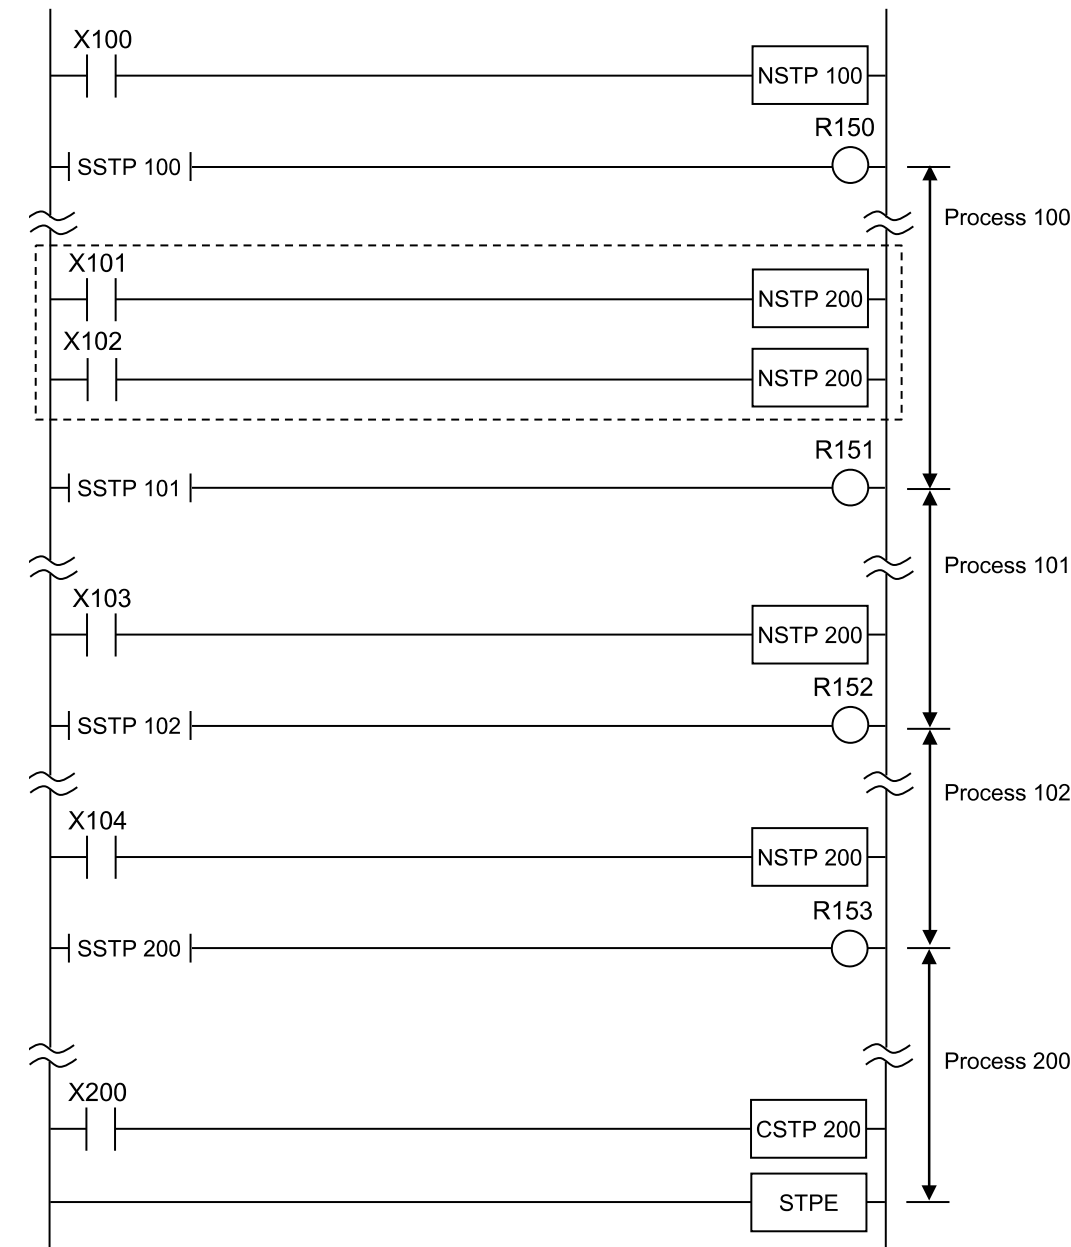 X100
NSTP 100
R150
SSTP 100
Process 100
X101
NSTP 200
X102
NSTP 200
R151
SSTP 101
Process 101
X103
NSTP 200
R152
SSTP 102
Process 102
X104
NSTP 200
R153
SSTP 200
Process 200
X200
CSTP 200
STPE